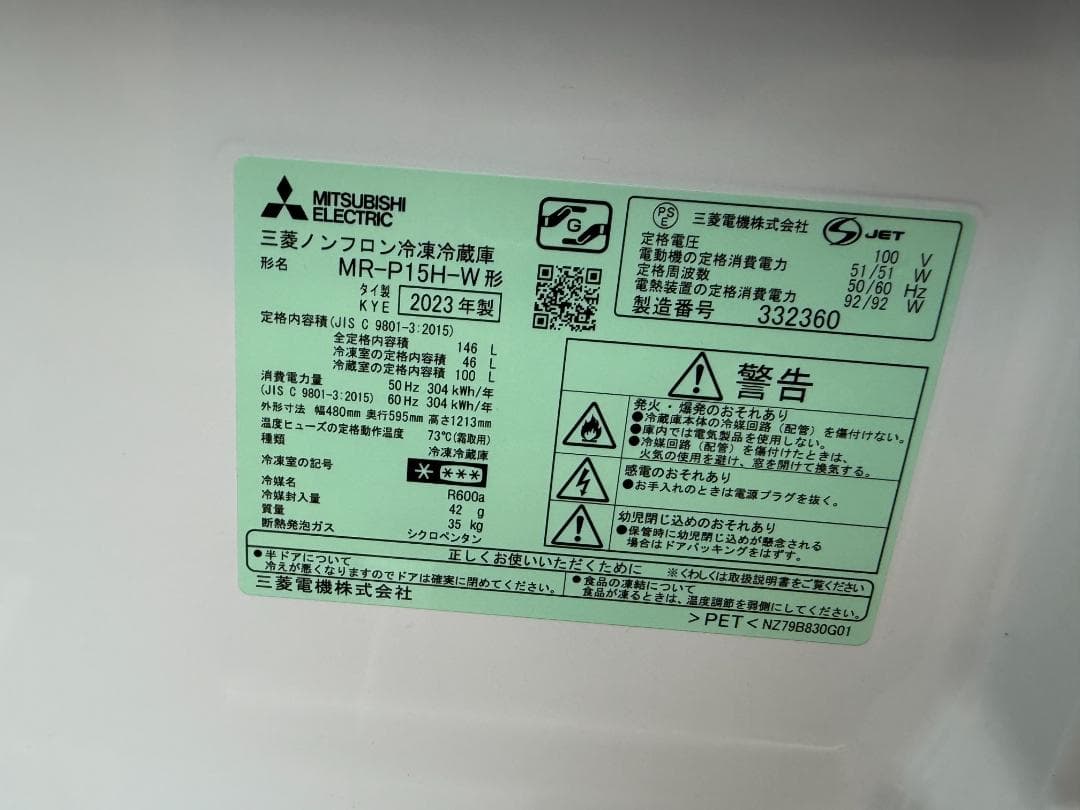 MITSUBISHI
ELECTRIC
三菱ノンフロン冷凍冷蔵庫
形名 MR-P15H-W 形
タイ製
KYE 2023 年製
定格内容積(JIS C 9801-3:2015)
全定格内容積 146 L
冷凍室の定格内容積 46 L
冷蔵室の定格内容積 100 L
消費電力量 50 Hz 304 kWh/年
(JIS C 9801-3:2015) 60 Hz 304 kWh/年
外形寸法 幅480mm 奥行595mm 高さ1213mm
温度ヒューズの定格動作温度 73℃(霜取用)
種類 冷凍冷蔵庫
冷凍室の記号 * ***
冷媒名 R600a
冷媒封入量 42 g
質量 35 kg
断熱発泡ガス シクロペンタン
G
PS
E
三菱電機株式会社
S JET
定格電圧 100 V
電動機の定格消費電力 51/51 W
定格周波数 50/60 Hz
電熱装置の定格消費電力 92/92 W
製造番号 332360
警告
発火・爆発のおそれあり
●冷蔵庫本体の冷媒回路(配管)を傷付けない。
●庫内では電気製品を使用しない。
●冷媒回路(配管)を傷付けたときは、
火気の使用を避け、窓を開けて換気する。
感電のおそれあり
●お手入れのときは電源プラグを抜く。
幼児閉じ込めのおそれあり
●保管時に幼児閉じ込めが懸念される
場合はドアパッキングをはずす。
正しくお使いいただくために ※くわしくは取扱説明書をご覧ください
●半ドアについて
冷えが悪くなりますのでドアは確実に閉めてください。
●食品の凍結について
食品が凍るときは、温度調節を弱側にしてください。
三菱電機株式会社
>PET< NZ79B830G01